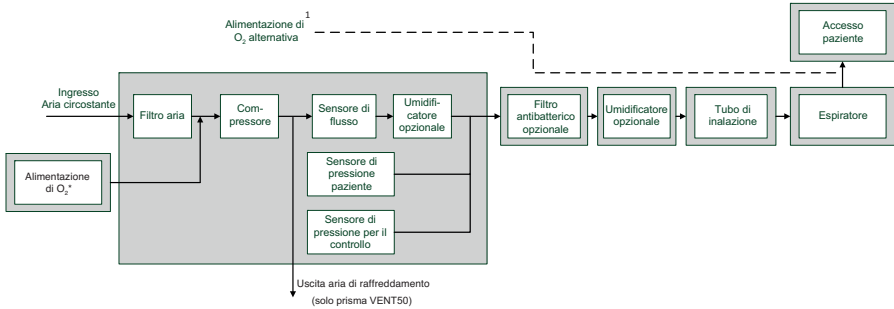 Alimentazione di 1
O2 alternativa
Accesso
paziente
Ingresso
Aria circostante
Filtro aria
Com-
pressore
Sensore di
flusso
Umidifi-
catore
opzionale
Filtro
antibatterico
opzionale
Umidificatore
opzionale
Tubo di
inalazione
Espiratore
Alimentazione
di O2*
Sensore di
pressione
paziente
Sensore di
pressione per il
controllo
Uscita aria di raffreddamento
(solo prisma VENT50)